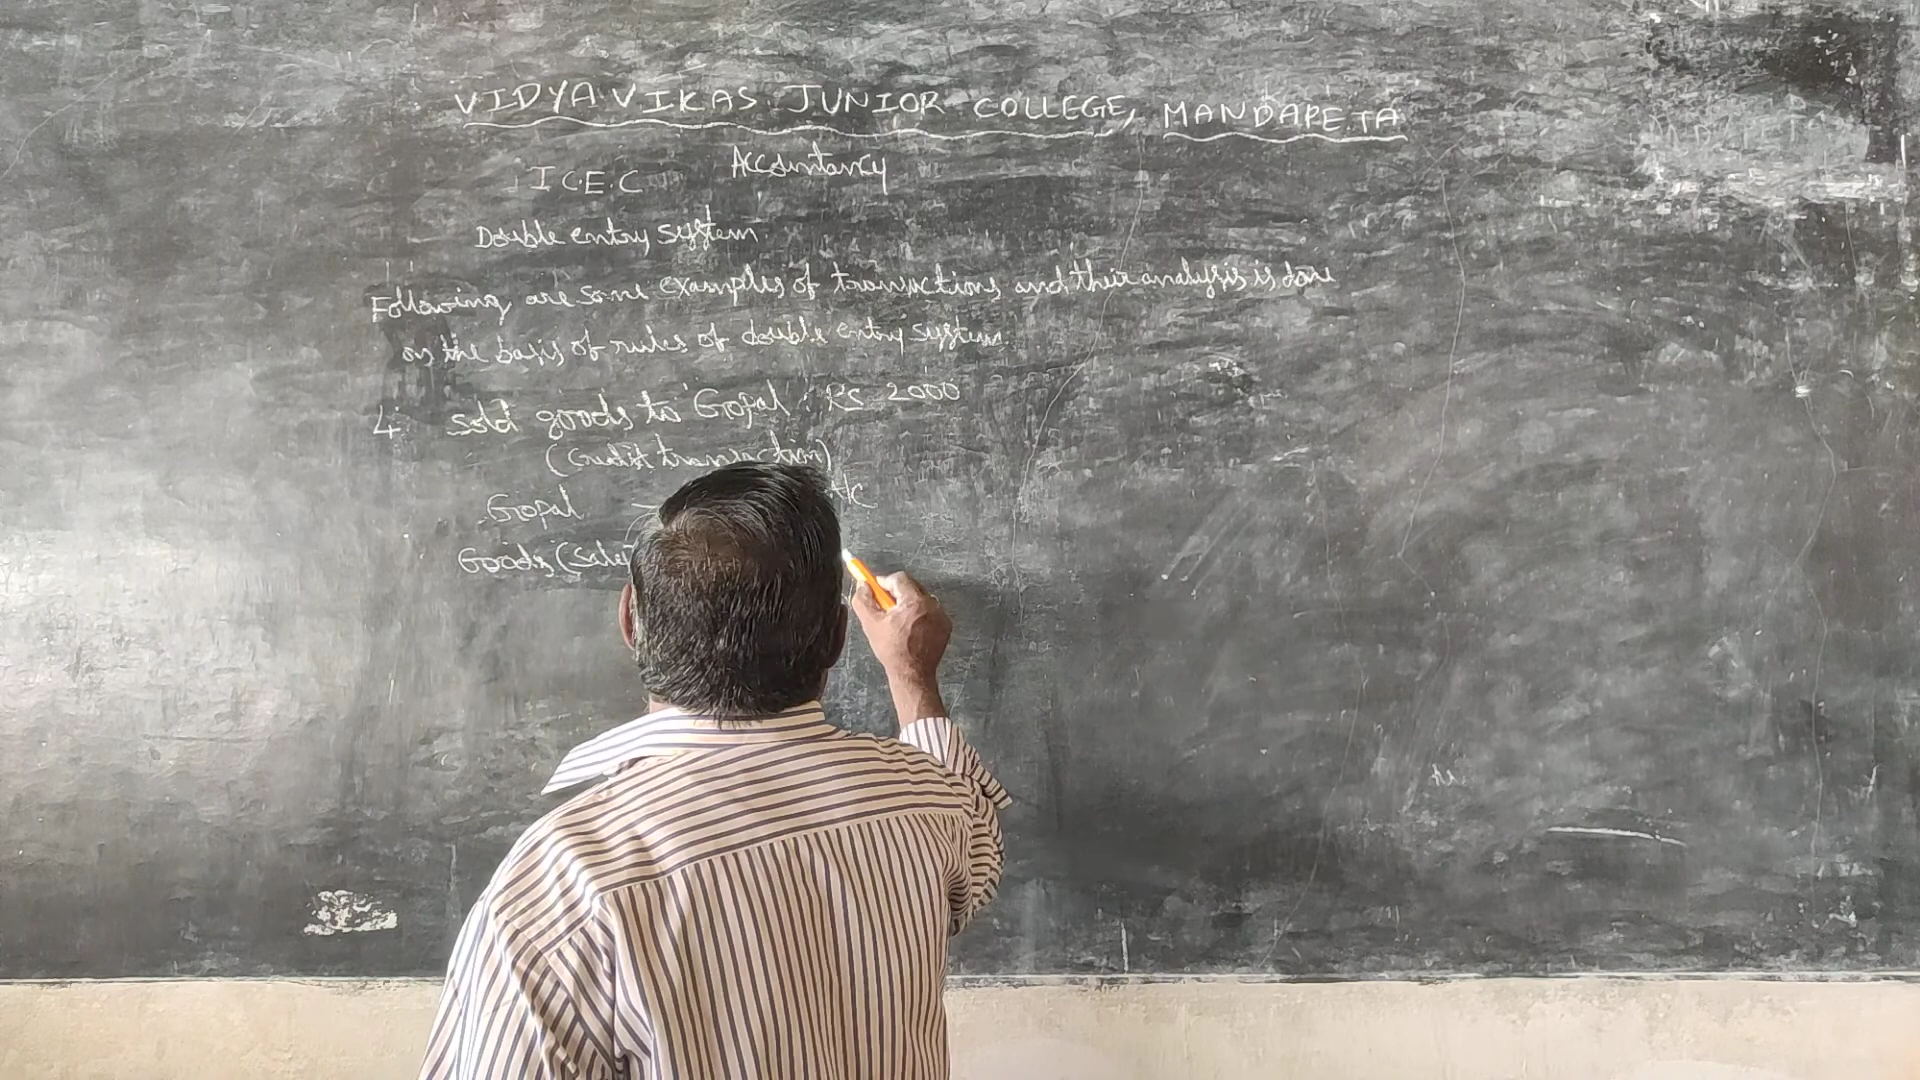 VIDYA VIKAS JUNIOR COLLEGE, MANDAPETA
I C.E.C Accountancy
Double entry system
Following are some examples of transactions and their analysis is done
on the basis of rules of double entry system.
4. Sold goods to Gopal : Rs 2000
(Credit transaction)
Gopal A/c
Goods (Sales